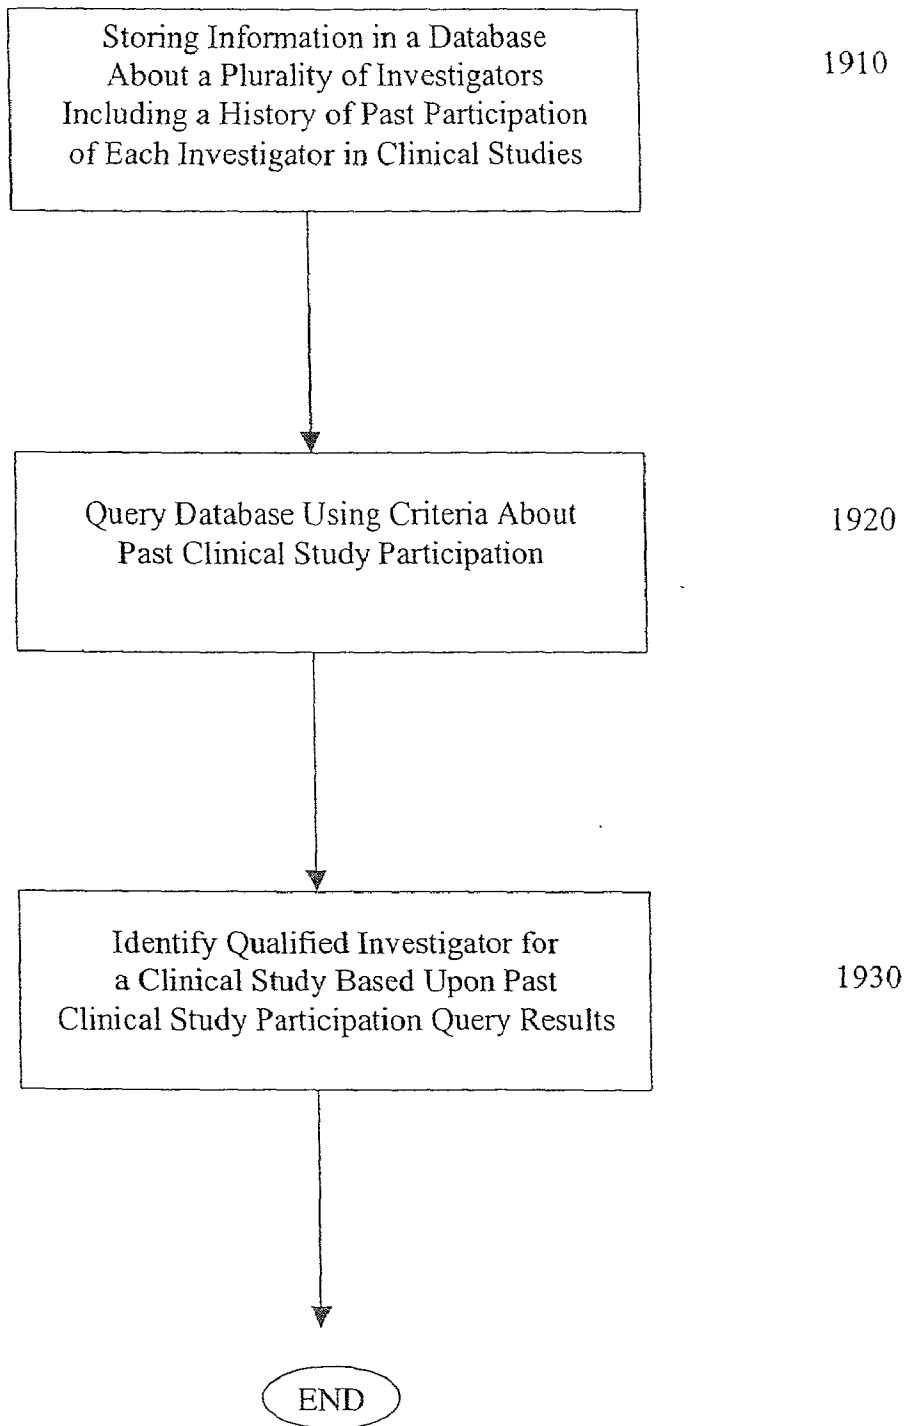 Storing Information in a Database
About a Plurality of Investigators
Including a History of Past Participation
of Each Investigator in Clinical Studies
1910
Query Database Using Criteria About
Past Clinical Study Participation
1920
Identify Qualified Investigator for
a Clinical Study Based Upon Past
Clinical Study Participation Query Results
1930
END